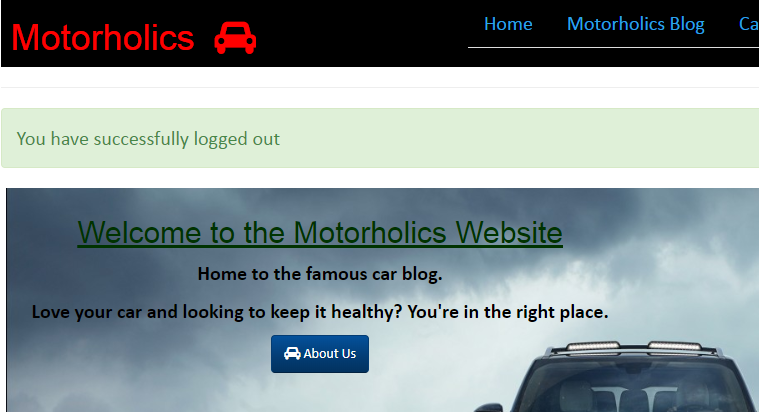 Motorholics
Home Motorholics Blog Ca
You have successfully logged out
Welcome to the Motorholics Website
Home to the famous car blog.
Love your car and looking to keep it healthy? You're in the right place.
About Us